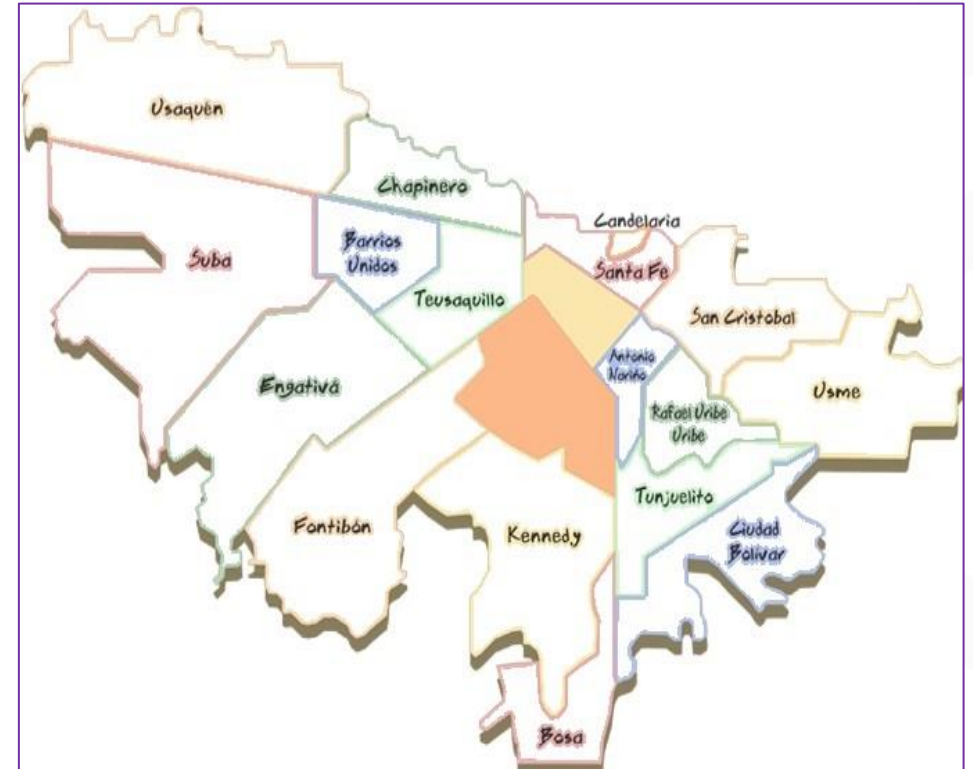 Usaquén
Chapinero
Candelaria
Suba
Barrios
Unidos
Santa Fe
Teusaquillo
San Cristobal
Antonio
Nariño
Engativá
Usme
Rafael Uribe
Uribe
Tunjuelito
Fontibón
Kennedy
Ciudad
Bolívar
Bosa